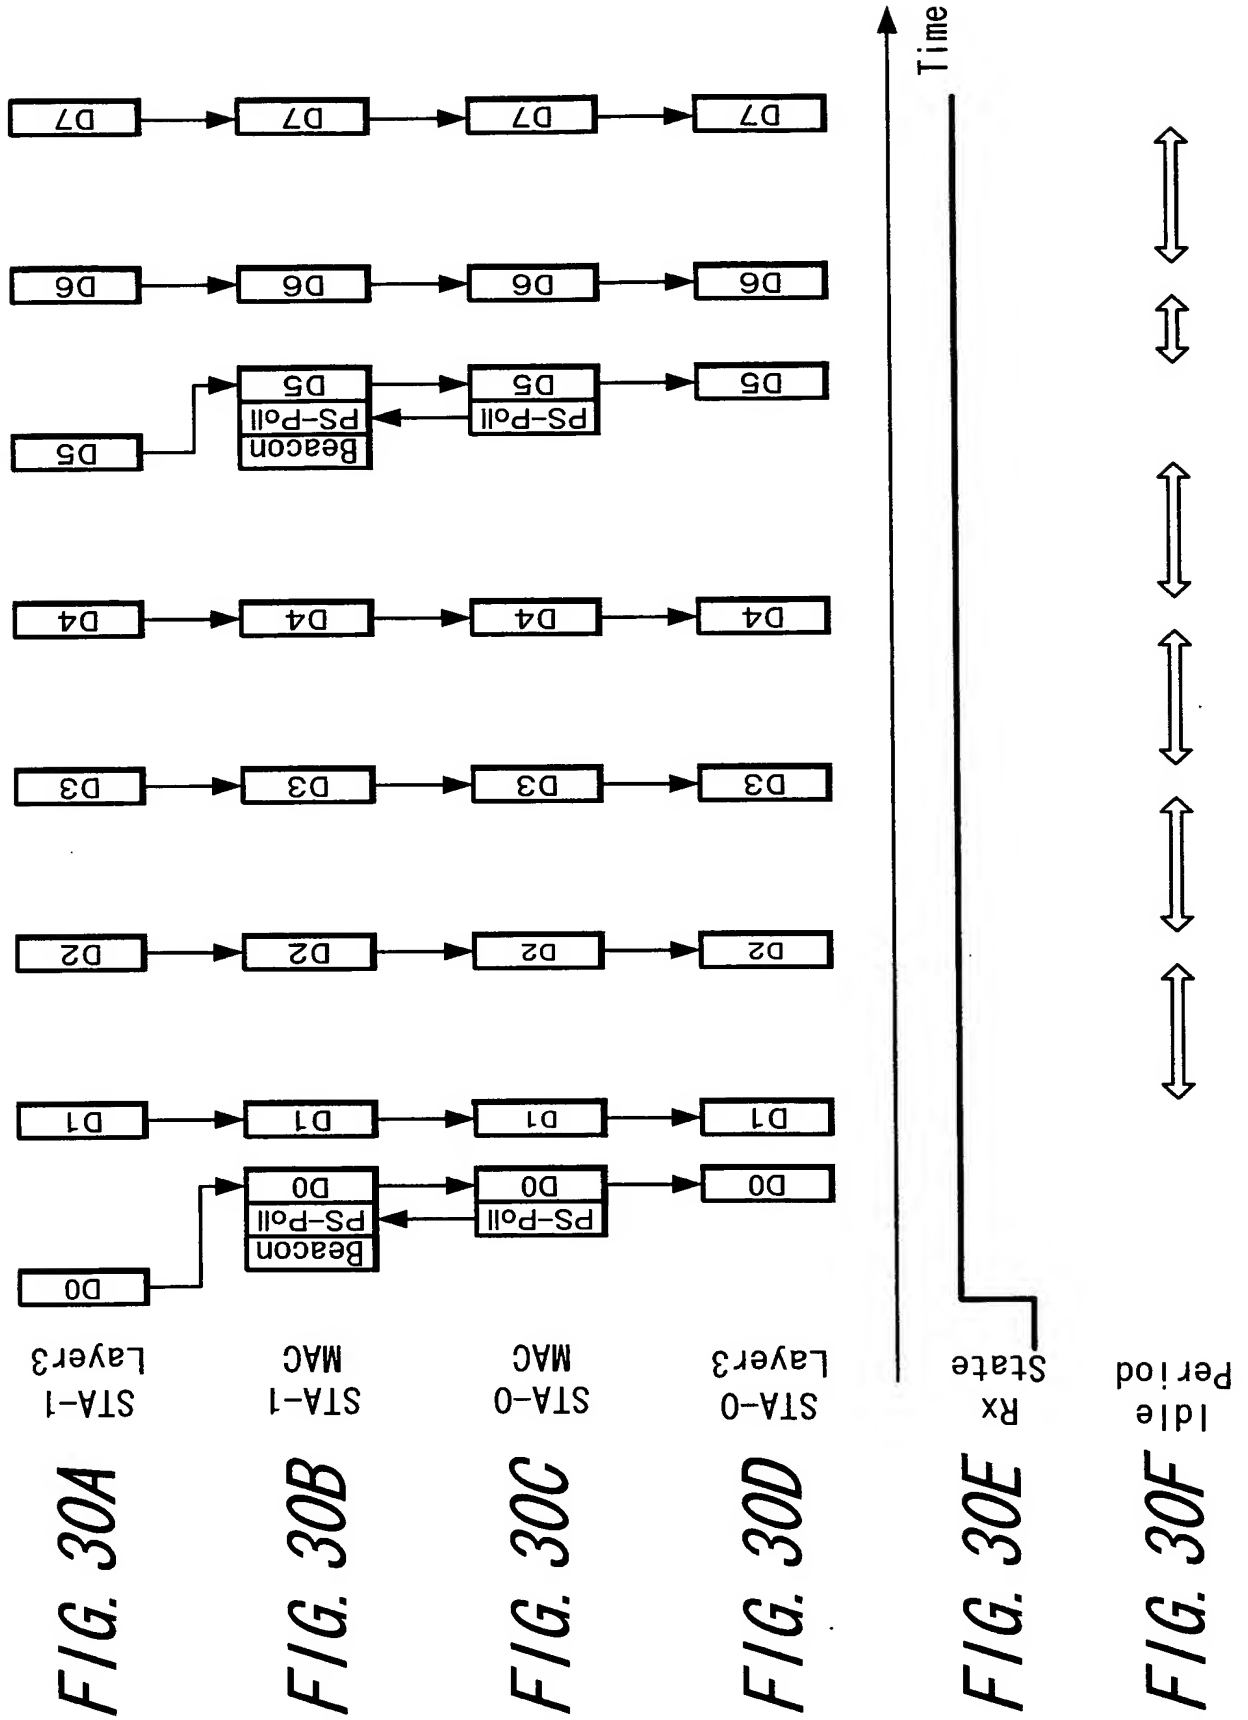 FIG. 30A
STA-1
Layer3
D0
D1
D2
D3
D4
D5
D6
D7
FIG. 30B
STA-1
MAC
Beacon
PS-Poll
D0
D1
D2
D3
D4
Beacon
PS-Poll
D5
D6
D7
FIG. 30C
STA-0
MAC
PS-Poll
D0
D1
D2
D3
D4
PS-Poll
D5
D6
D7
FIG. 30D
STA-0
Layer3
D0
D1
D2
D3
D4
D5
D6
D7
Time
FIG. 30E
Rx
State
FIG. 30F
Idle
Period